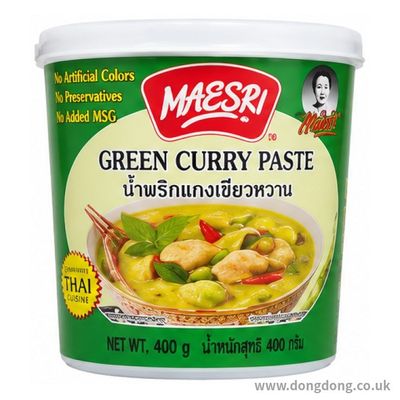 No Artificial Colors
No Preservatives
No Added MSG
MAESRI
Maesri
GREEN CURRY PASTE
น้ำพริกแกงเขียวหวาน
THAI
CUISINE
NET WT, 400 g น้ำหนักสุทธิ 400 กรัม
www.dongdong.co.uk